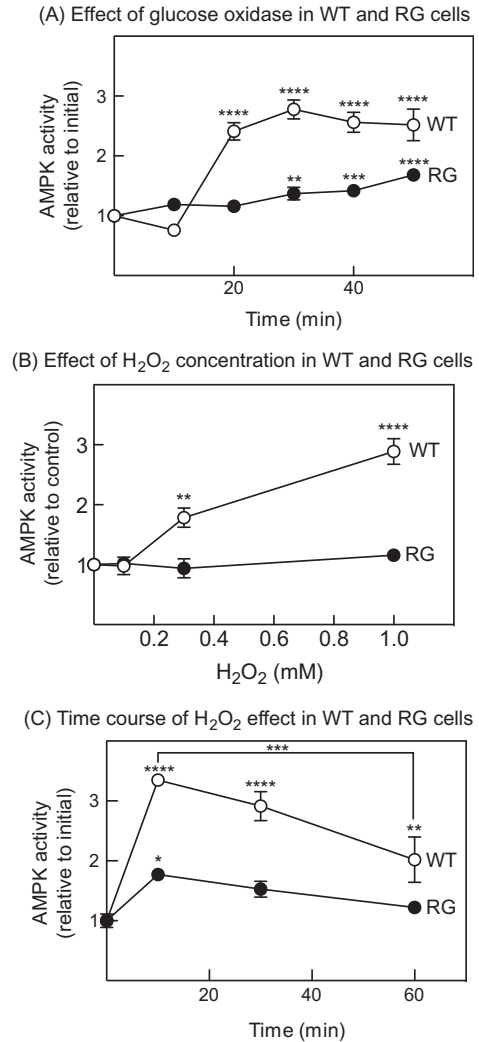 (A) Effect of glucose oxidase in WT and RG cells
AMPK activity
(relative to initial)
3
2
1
****
****
****
****
WT
**
***
****
RG
20
40
Time (min)
(B) Effect of H₂O₂ concentration in WT and RG cells
AMPK activity
(relative to control)
3
2
1
**
****
WT
RG
0.2
0.4
0.6
0.8
1.0
H₂O₂ (mM)
(C) Time course of H₂O₂ effect in WT and RG cells
AMPK activity
(relative to initial)
3
2
1
***
****
****
**
WT
*
RG
20
40
60
Time (min)